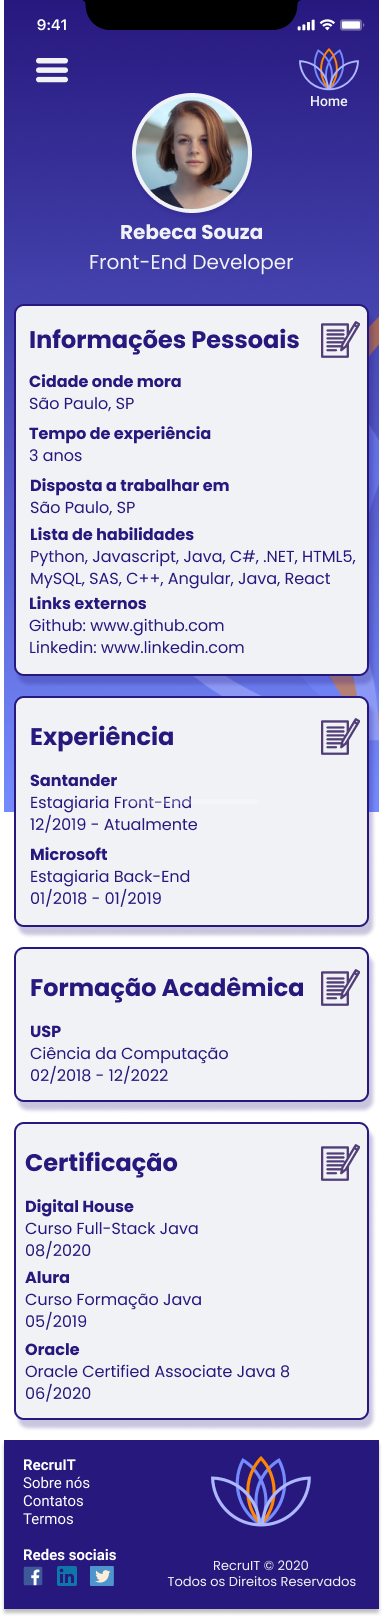 9:41
Home
Rebeca Souza
Front-End Developer
Informações Pessoais
Cidade onde mora
São Paulo, SP
Tempo de experiência
3 anos
Disposta a trabalhar em
São Paulo, SP
Lista de habilidades
Python, Javascript, Java, C#, .NET, HTML5,
MySQL, SAS, C++, Angular, Java, React
Links externos
Github: www.github.com
Linkedin: www.linkedin.com
Experiência
Santander
Estagiaria Front-End
12/2019 - Atualmente
Microsoft
Estagiaria Back-End
01/2018 - 01/2019
Formação Acadêmica
USP
Ciência da Computação
02/2018 - 12/2022
Certificação
Digital House
Curso Full-Stack Java
08/2020
Alura
Curso Formação Java
05/2019
Oracle
Oracle Certified Associate Java 8
06/2020
RecruIT
Sobre nós
Contatos
Termos
Redes sociais
RecruIT © 2020
Todos os Direitos Reservados